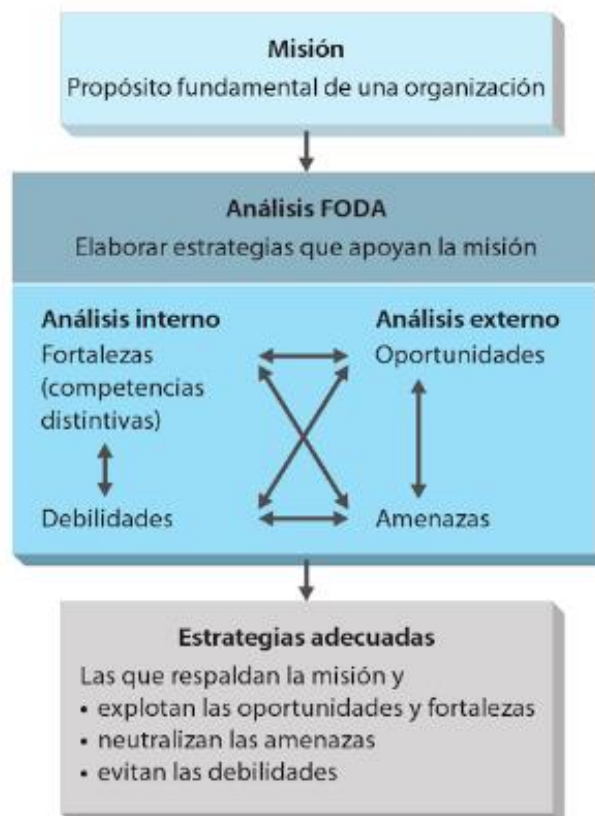 Misión
Propósito fundamental de una organización
Análisis FODA
Elaborar estrategias que apoyan la misión
Análisis interno
Fortalezas
(competencias
distintivas)
Debilidades
Análisis externo
Oportunidades
Amenazas
Estrategias adecuadas
Las que respaldan la misión y
• explotan las oportunidades y fortalezas
• neutralizan las amenazas
• evitan las debilidades